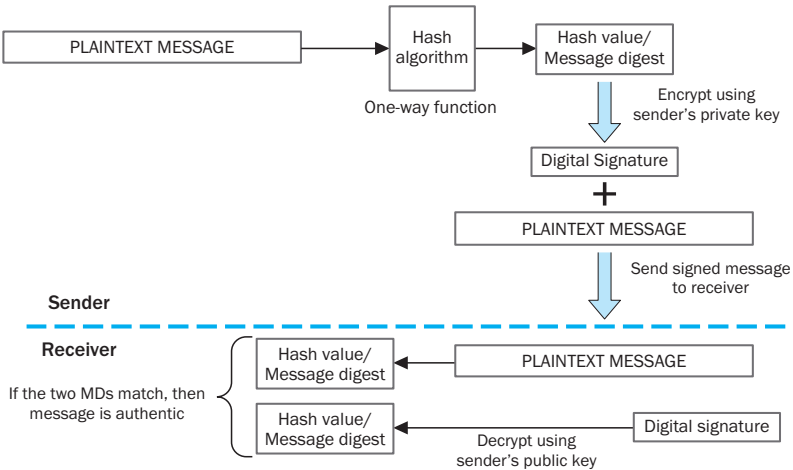 PLAINTEXT MESSAGE
Hash
algorithm
One-way function
Hash value/
Message digest
Encrypt using
sender's private key
Digital Signature
+
PLAINTEXT MESSAGE
Send signed message
to receiver
Sender
Receiver
If the two MDs match, then
message is authentic
Hash value/
Message digest
PLAINTEXT MESSAGE
Hash value/
Message digest
Decrypt using
sender's public key
Digital signature